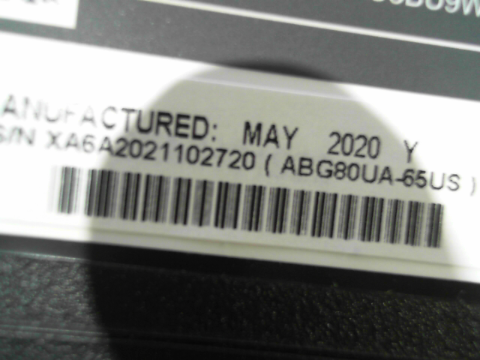 ANUFACTURED: MAY 2020 Y
S/N XA6A2021102720 ( ABG80UA-65US )